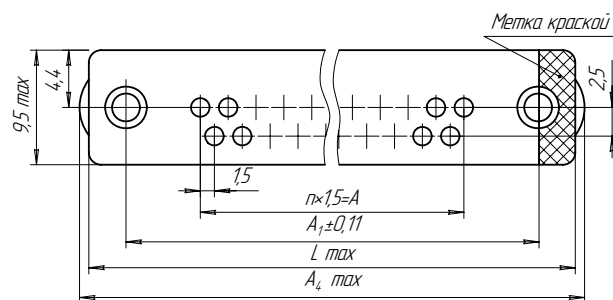 Метка краской
9,5 max
4,4
2,5
1,5
n×1,5=A
A₁±0,11
L max
A₄ max